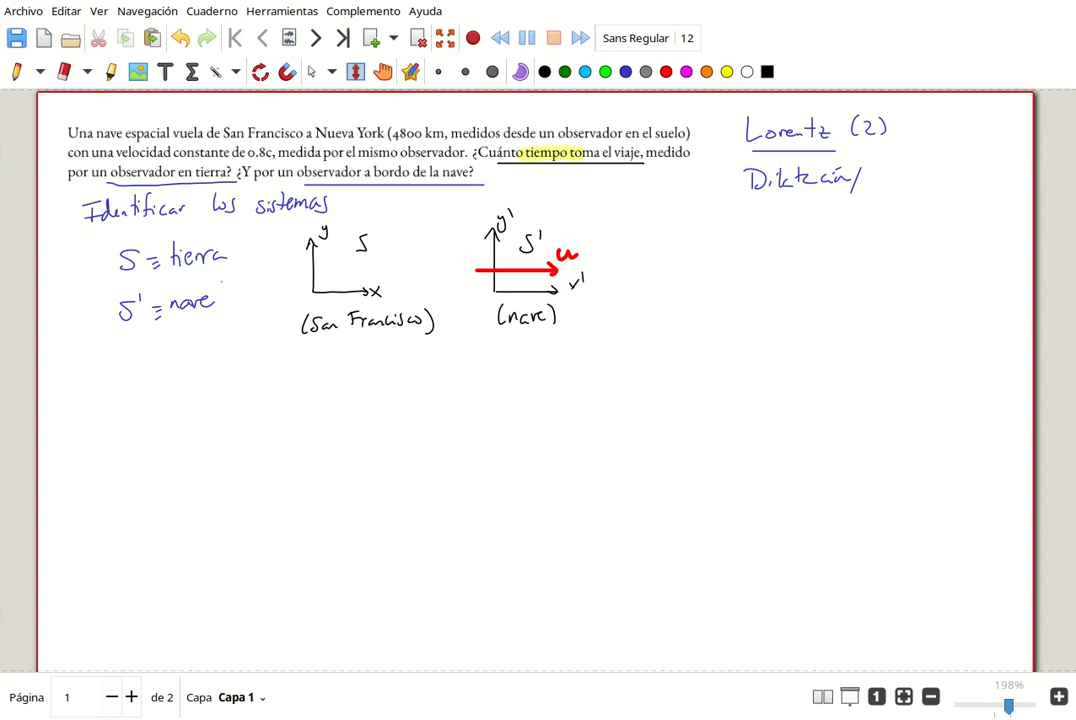 Archivo Editar Ver Navegación Cuaderno Herramientas Complemento Ayuda
Sans Regular 12
Una nave espacial vuela de San Francisco a Nueva York (4800 km, medidos desde un observador en el suelo)
con una velocidad constante de 0.8c, medida por el mismo observador. ¿Cuánto tiempo toma el viaje, medido
por un observador en tierra? ¿Y por un observador a bordo de la nave?
Lorentz (2)
Identificar los sistemas
S ≡ tierra
S' ≡ nave
y S
x
(San Francisco)
y' S' u
x'
(nave)
Página 1 de 2 Capa Capa 1 198%